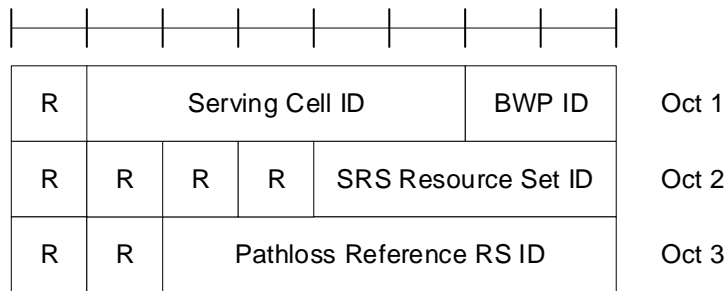 R Serving Cell ID BWP ID Oct 1
R R R R SRS Resource Set ID Oct 2
R R Pathloss Reference RS ID Oct 3